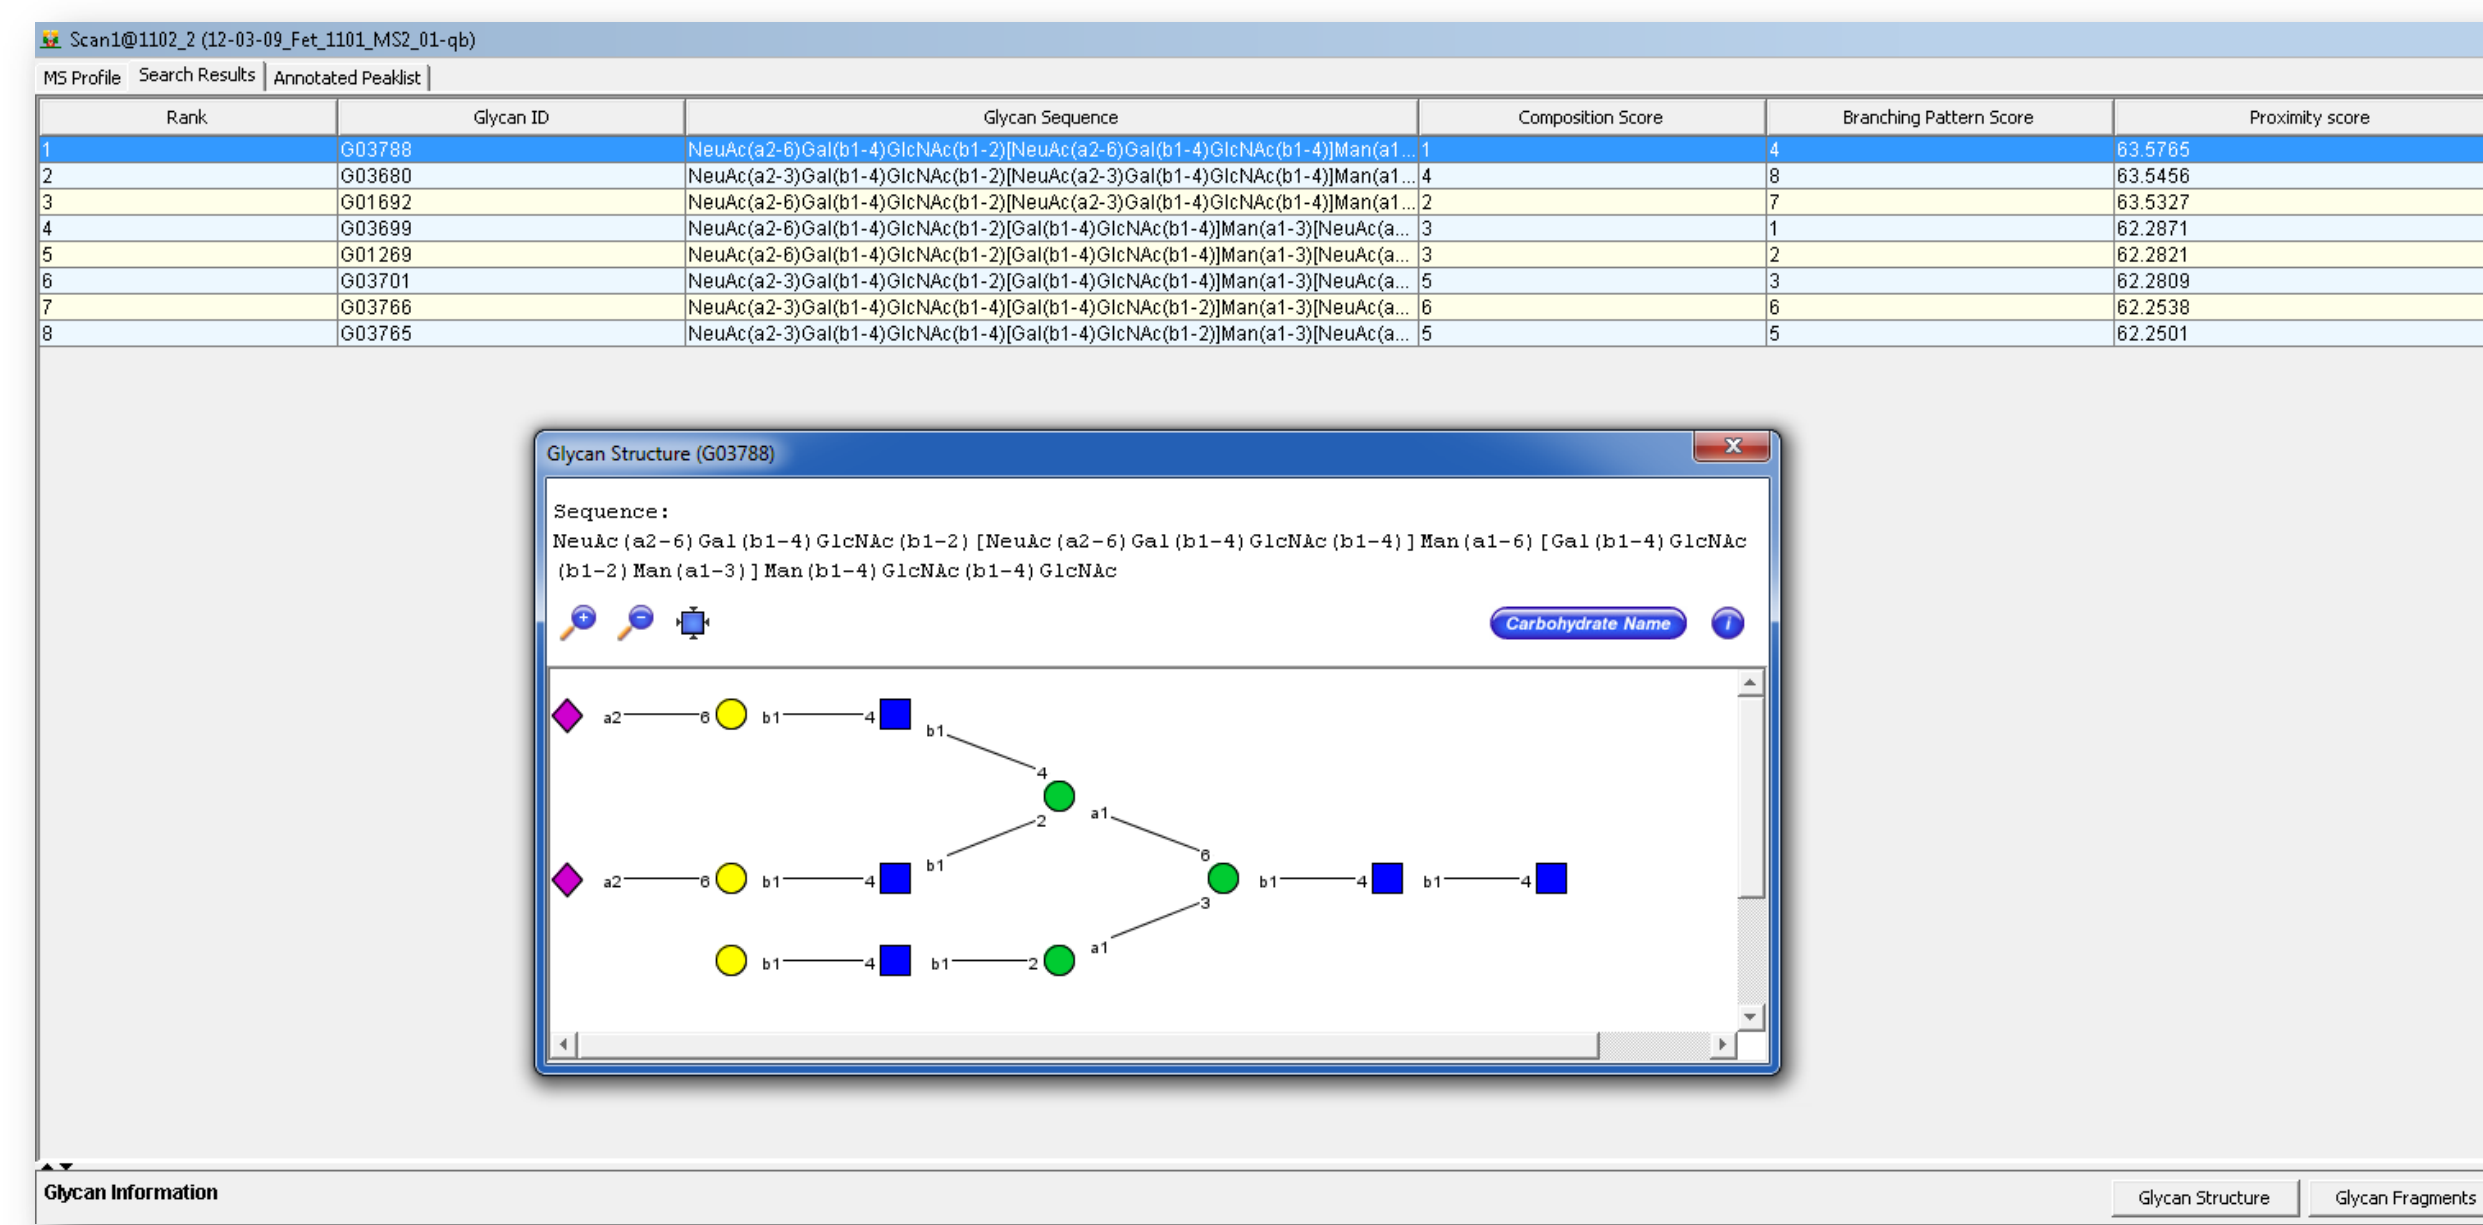 Scan1@1102_2 (12-03-09_Fet_1101_MS2_01-qb)
MS Profile Search Results Annotated Peaklist
Rank Glycan ID Glycan Sequence Composition Score Branching Pattern Score Proximity score
1 G03788 NeuAc(a2-6)Gal(b1-4)GlcNAc(b1-2)[NeuAc(a2-6)Gal(b1-4)GlcNAc(b1-4)]Man(a1... 1 4 63.5765
2 G03680 NeuAc(a2-3)Gal(b1-4)GlcNAc(b1-2)[NeuAc(a2-3)Gal(b1-4)GlcNAc(b1-4)]Man(a1... 4 8 63.5456
3 G01692 NeuAc(a2-6)Gal(b1-4)GlcNAc(b1-2)[NeuAc(a2-3)Gal(b1-4)GlcNAc(b1-4)]Man(a1... 2 7 63.5327
4 G03699 NeuAc(a2-6)Gal(b1-4)GlcNAc(b1-2)[Gal(b1-4)GlcNAc(b1-4)]Man(a1-3)[NeuAc(a... 3 1 62.2871
5 G01269 NeuAc(a2-6)Gal(b1-4)GlcNAc(b1-2)[Gal(b1-4)GlcNAc(b1-4)]Man(a1-3)[NeuAc(a... 3 2 62.2821
6 G03701 NeuAc(a2-3)Gal(b1-4)GlcNAc(b1-2)[Gal(b1-4)GlcNAc(b1-4)]Man(a1-3)[NeuAc(a... 5 3 62.2809
7 G03766 NeuAc(a2-3)Gal(b1-4)GlcNAc(b1-4)[Gal(b1-4)GlcNAc(b1-2)]Man(a1-3)[NeuAc(a... 6 6 62.2538
8 G03765 NeuAc(a2-3)Gal(b1-4)GlcNAc(b1-4)[Gal(b1-4)GlcNAc(b1-2)]Man(a1-3)[NeuAc(a... 5 5 62.2501
Glycan Structure (G03788)
X
Sequence:
NeuAc(a2-6)Gal(b1-4)GlcNAc(b1-2)[NeuAc(a2-6)Gal(b1-4)GlcNAc(b1-4)]Man(a1-6)[Gal(b1-4)GlcNAc
(b1-2)Man(a1-3)]Man(b1-4)GlcNAc(b1-4)GlcNAc
Carbohydrate Name i
a2 6 b1 4 b1
4
a1
2
b1
6
a2 6 b1 4 b1 4 b1 4
3
a1
b1 4 b1 2
Glycan Information
Glycan Structure Glycan Fragments